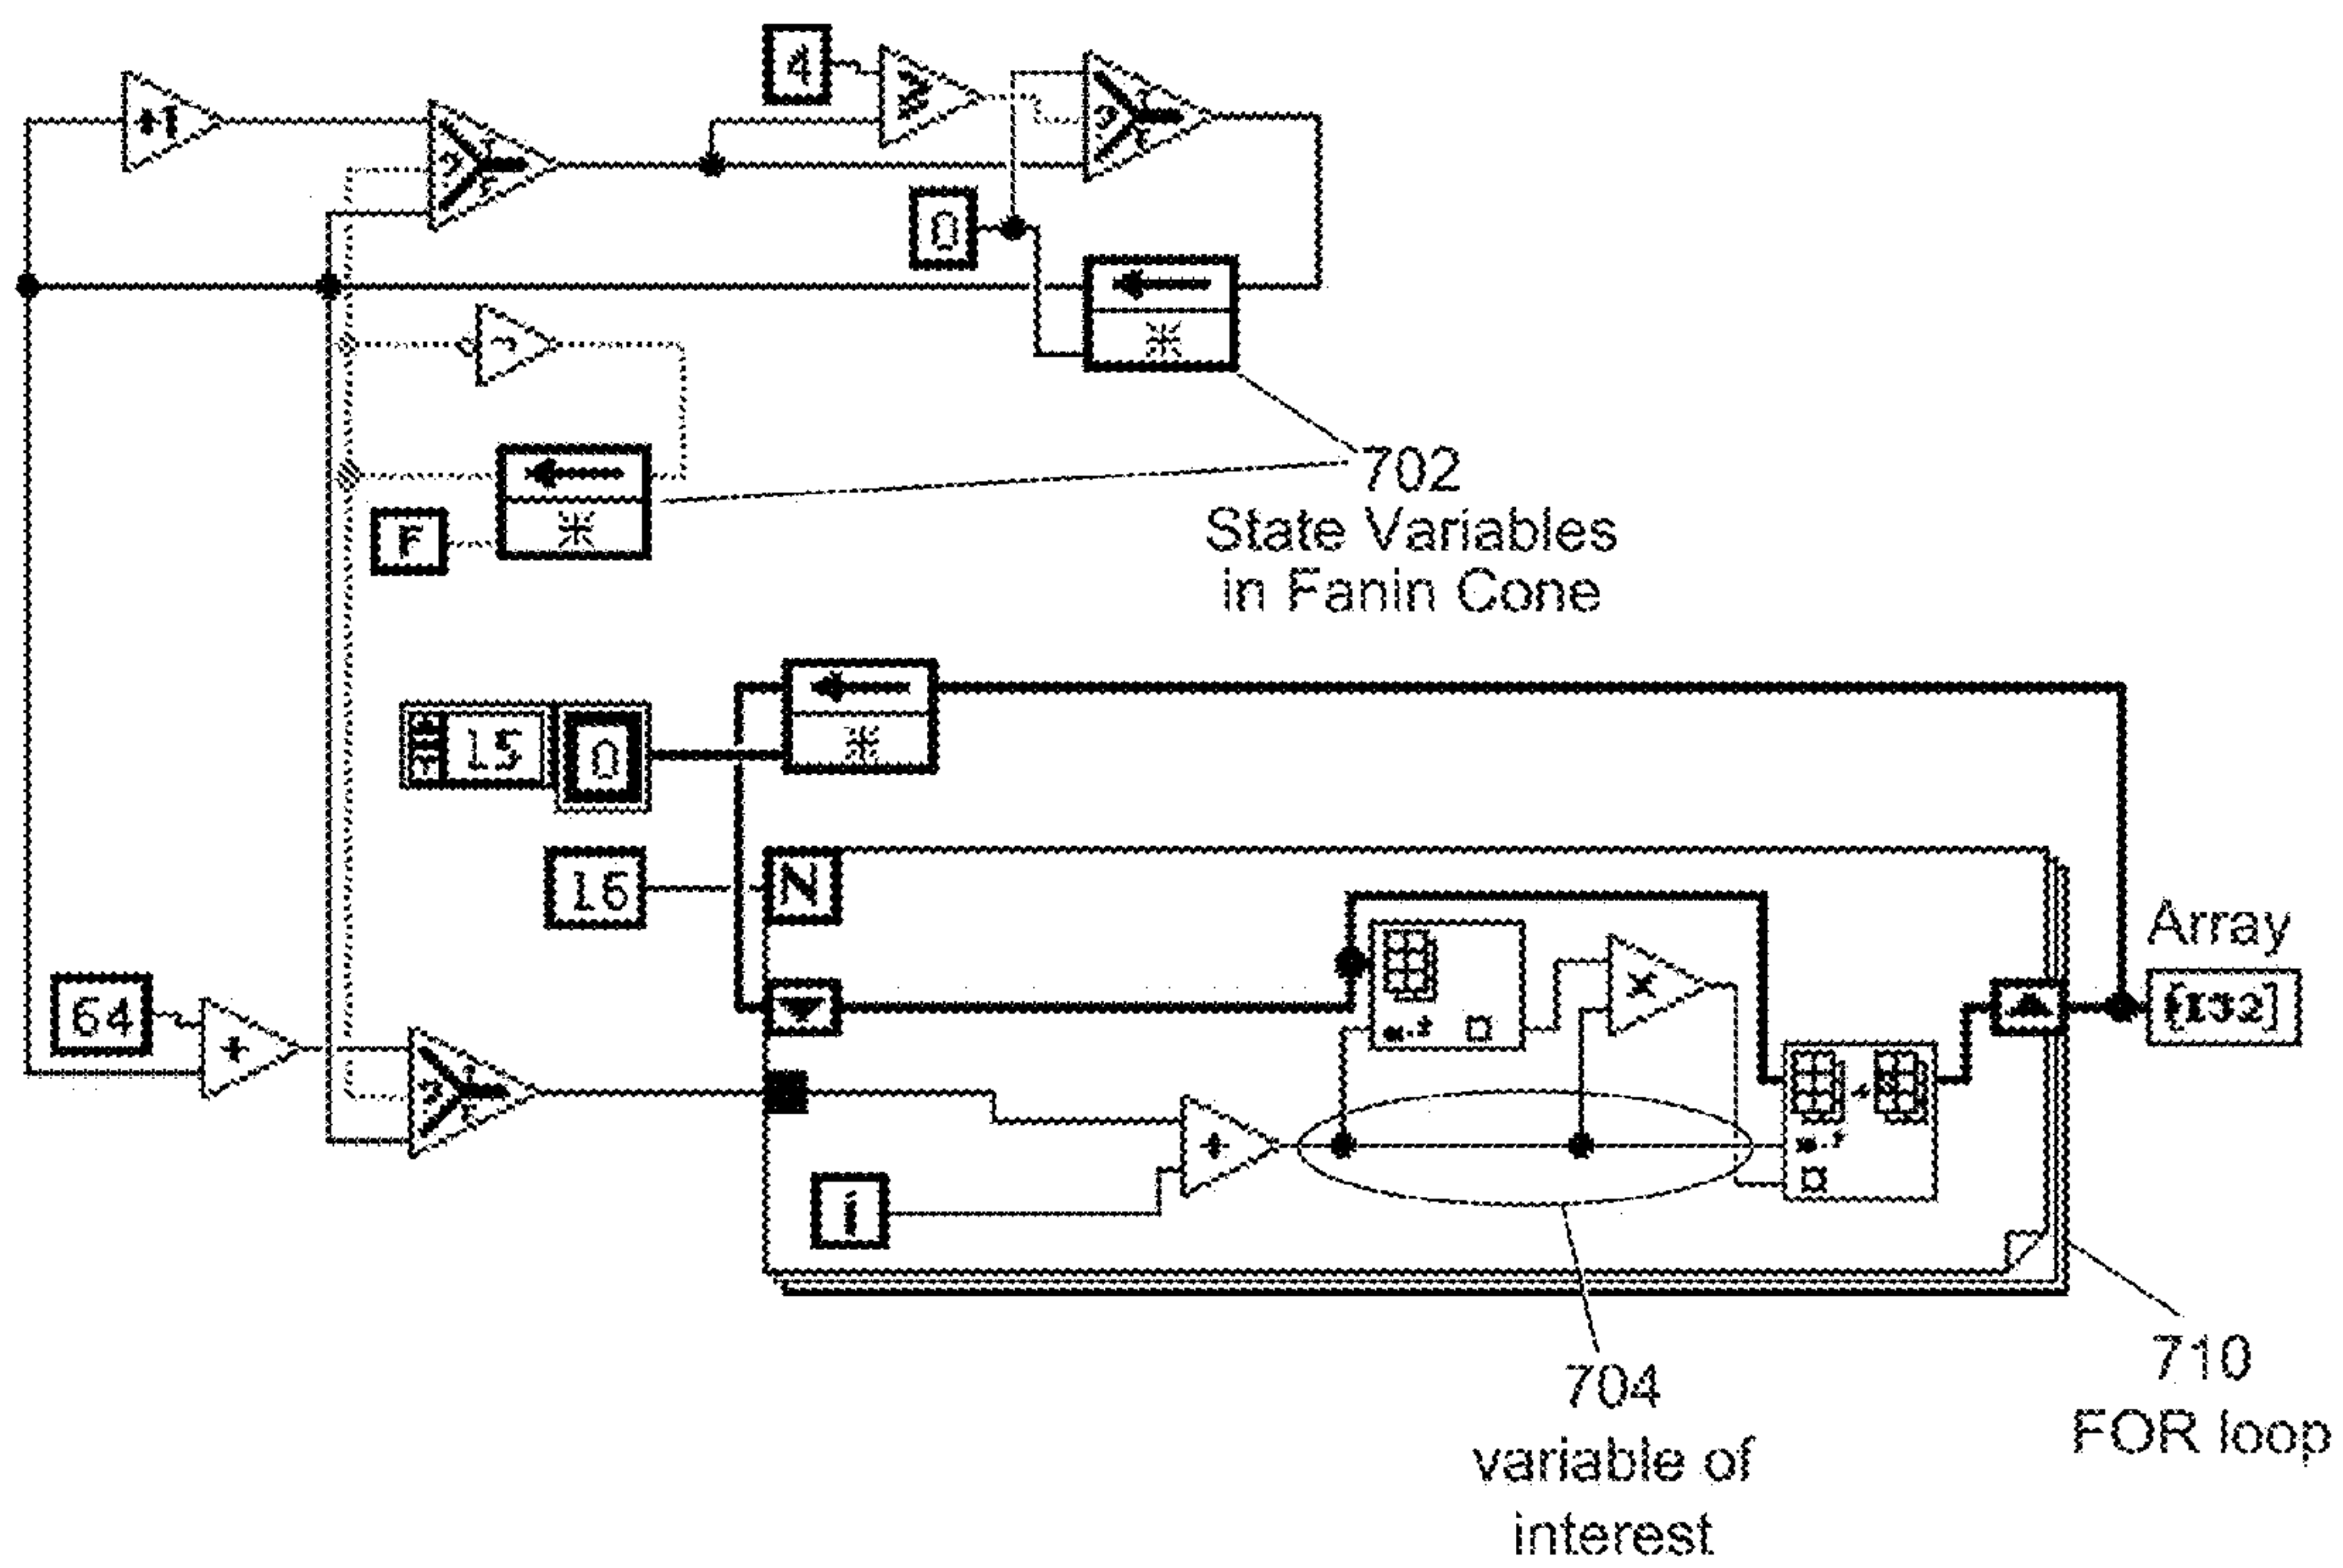 4
+1
?
0
?
702
State Variables
in Fanin Cone
F
15
0
16
N
Array
64
+
x
[I32]
+
i
704
variable of
interest
710
FOR loop